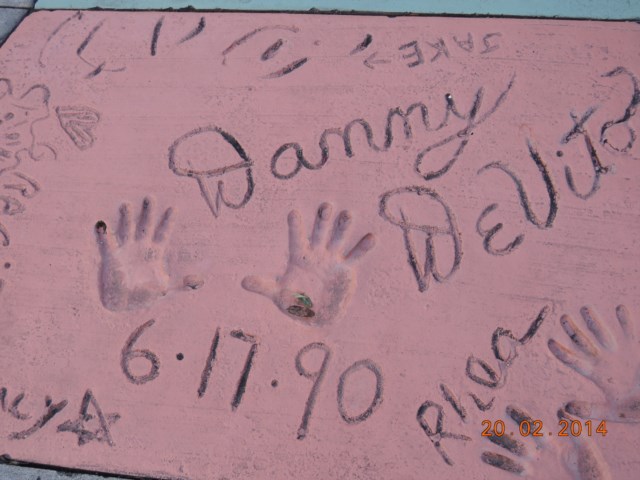 JAKE
Danny
DeVito
6·17·90
Rhea
20.02.2014